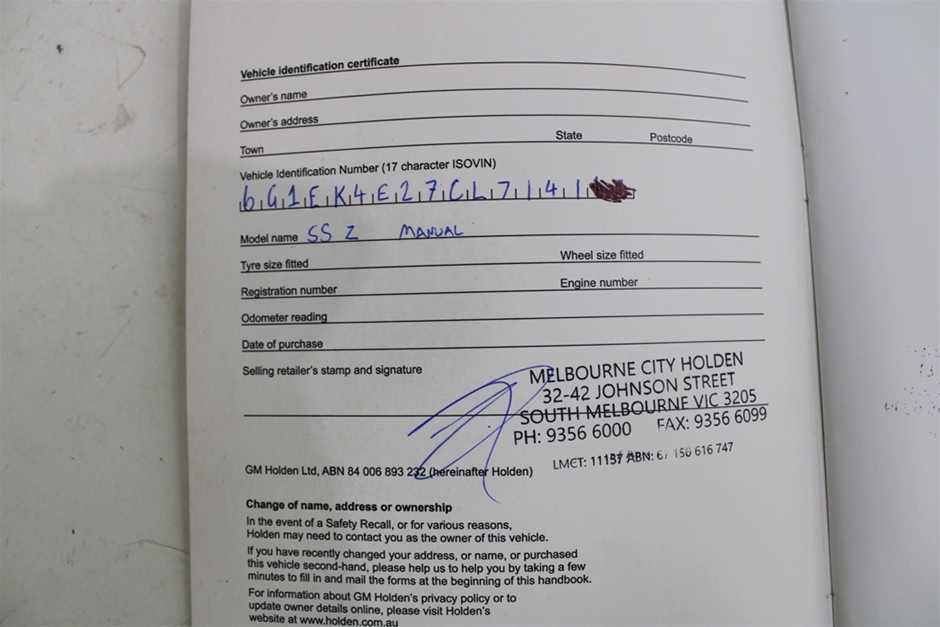 Vehicle identification certificate
Owner's name
Owner's address
Town State Postcode
Vehicle Identification Number (17 character ISOVIN)
6G1EK4E27CL7141
Model name SS Z MANUAL
Tyre size fitted Wheel size fitted
Registration number Engine number
Odometer reading
Date of purchase
Selling retailer's stamp and signature
MELBOURNE CITY HOLDEN
32-42 JOHNSON STREET
SOUTH MELBOURNE VIC 3205
PH: 9356 6000 FAX: 9356 6099
LMCT: 11157 ABN: 67 150 616 747
GM Holden Ltd, ABN 84 006 893 232 (hereinafter Holden)
Change of name, address or ownership
In the event of a Safety Recall, or for various reasons,
Holden may need to contact you as the owner of this vehicle.
If you have recently changed your address, or name, or purchased
this vehicle second-hand, please help us to help you by taking a few
minutes to fill in and mail the forms at the beginning of this handbook.
For information about GM Holden's privacy policy or to
update owner details online, please visit Holden's
website at www.holden.com.au